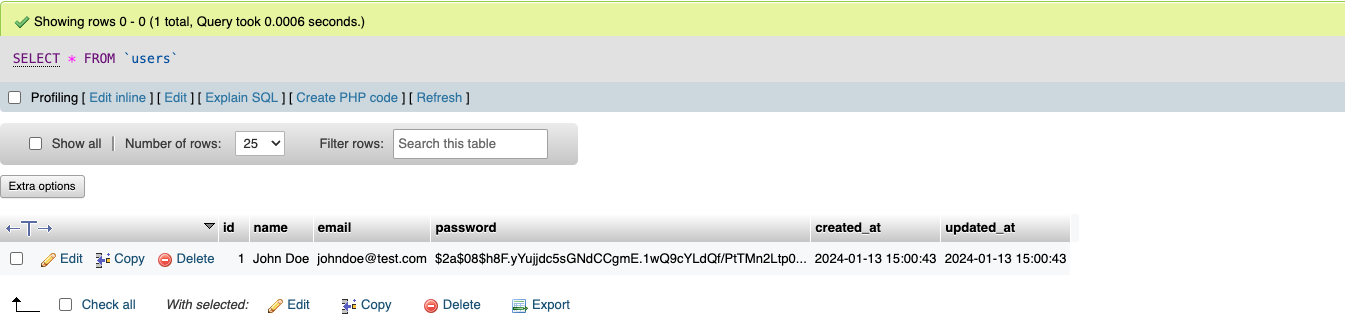 Showing rows 0 - 0 (1 total, Query took 0.0006 seconds.)
SELECT * FROM `users`
Profiling [ Edit inline ] [ Edit ] [ Explain SQL ] [ Create PHP code ] [ Refresh ]
Show all | Number of rows: 25 Filter rows: Search this table
Extra options
id name email password created_at updated_at
Edit Copy Delete 1 John Doe johndoe@test.com $2a$08$h8F.yYujjdc5sGNdCCgmE.1wQ9cYLdQf/PtTMn2Ltp0... 2024-01-13 15:00:43 2024-01-13 15:00:43
Check all With selected: Edit Copy Delete Export